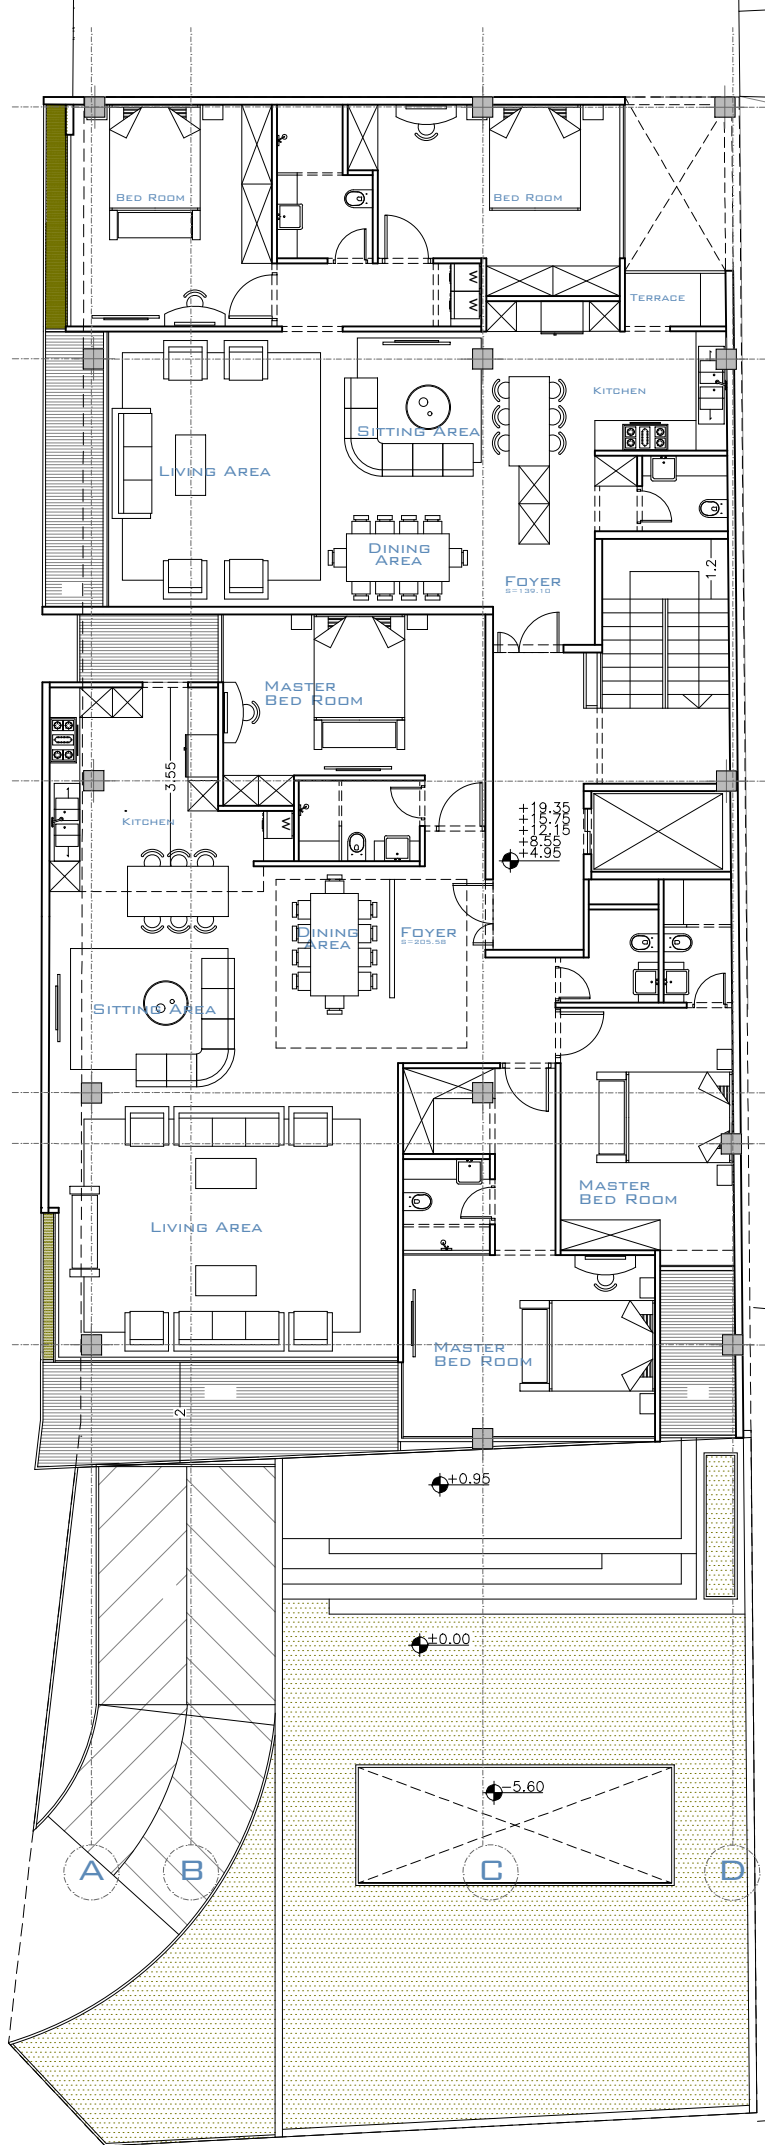 Bed Room
Bed Room
Terrace
Kitchen
Sitting Area
Living Area
Dining
Area
Foyer
S=139.10
1.2
Master
Bed Room
3.55
Kitchen
+19.35
+15.75
+12.15
+8.55
+4.95
Dining
Area
Foyer
S=205.58
Sitting Area
Master
Bed Room
Living Area
Master
Bed Room
2
+0.95
±0.00
-5.60
A
B
C
D